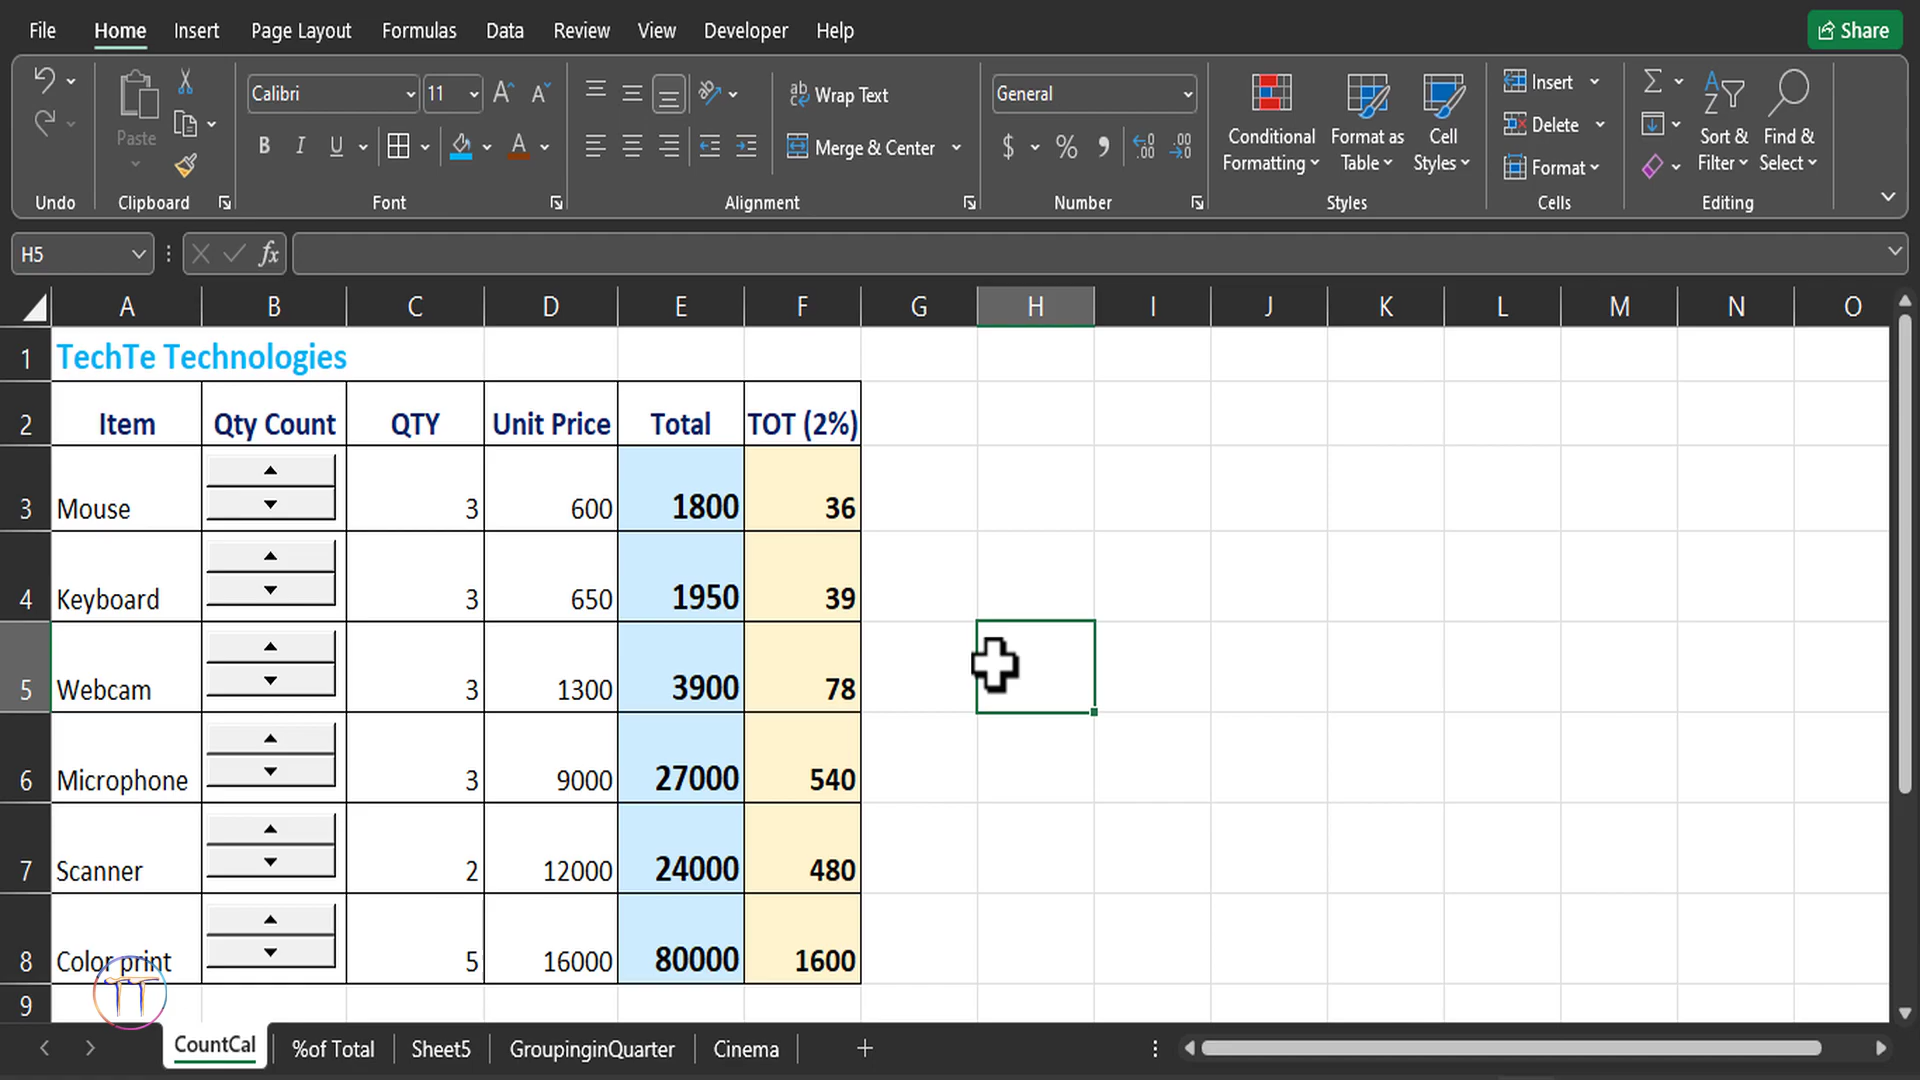 File Home Insert Page Layout Formulas Data Review View Developer Help Share
Calibri 11 Wrap Text General Insert
Paste B I U Merge & Center $ % Conditional Formatting Format as Table Cell Styles Delete Sort & Filter Find & Select
Format
Undo Clipboard Font Alignment Number Styles Cells Editing
H5 fx
A B C D E F G H I J K L M N O
1 TechTe Technologies
2 Item Qty Count QTY Unit Price Total TOT (2%)
3 Mouse 3 600 1800 36
4 Keyboard 3 650 1950 39
5 Webcam 3 1300 3900 78
6 Microphone 3 9000 27000 540
7 Scanner 2 12000 24000 480
8 Color print 5 16000 80000 1600
9
TT
CountCal %of Total Sheet5 GroupinginQuarter Cinema